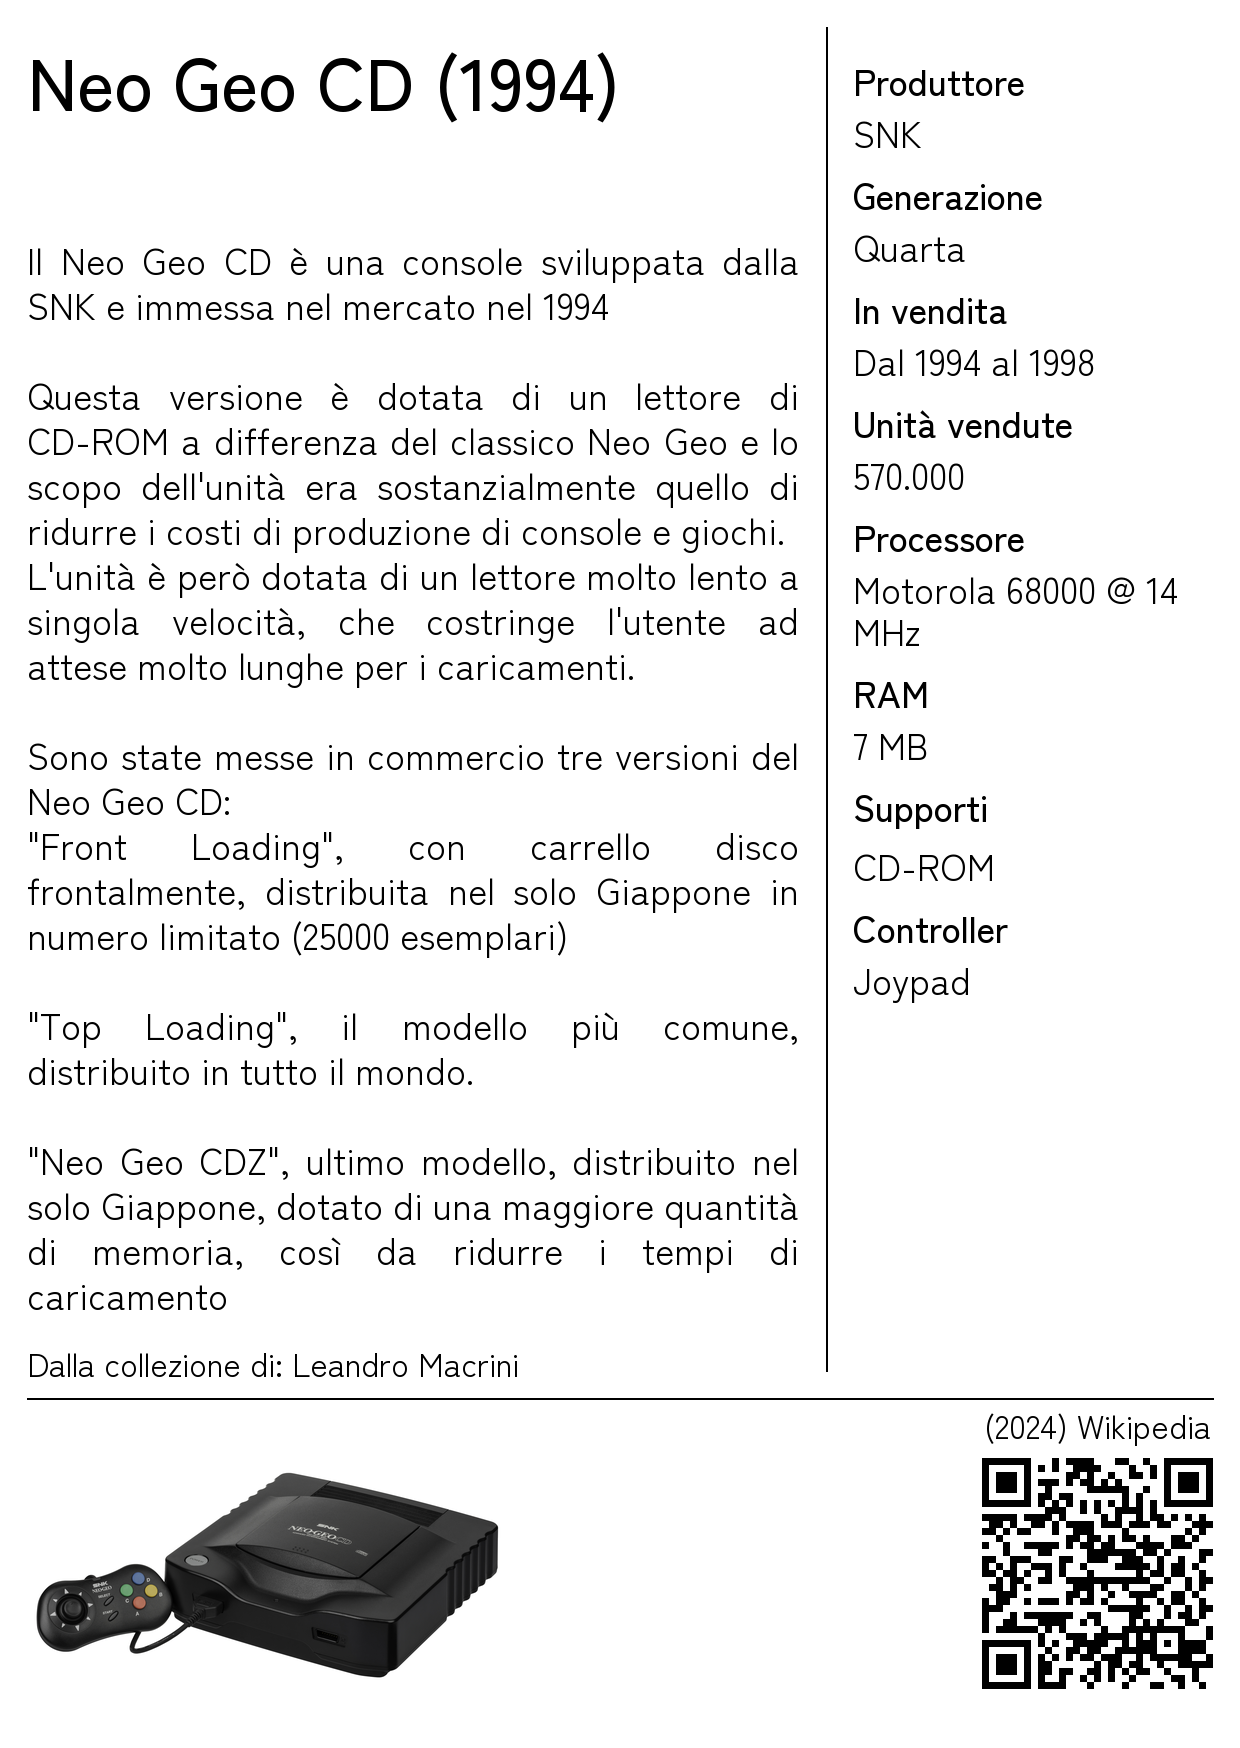 Neo Geo CD (1994)
Il Neo Geo CD è una console sviluppata dalla
SNK e immessa nel mercato nel 1994
Questa versione è dotata di un lettore di
CD-ROM a differenza del classico Neo Geo e lo
scopo dell'unità era sostanzialmente quello di
ridurre i costi di produzione di console e giochi.
L'unità è però dotata di un lettore molto lento a
singola velocità, che costringe l'utente ad
attese molto lunghe per i caricamenti.
Sono state messe in commercio tre versioni del
Neo Geo CD:
"Front Loading", con carrello disco
frontalmente, distribuita nel solo Giappone in
numero limitato (25000 esemplari)
"Top Loading", il modello più comune,
distribuito in tutto il mondo.
"Neo Geo CDZ", ultimo modello, distribuito nel
solo Giappone, dotato di una maggiore quantità
di memoria, così da ridurre i tempi di
caricamento
Dalla collezione di: Leandro Macrini
Produttore
SNK
Generazione
Quarta
In vendita
Dal 1994 al 1998
Unità vendute
570.000
Processore
Motorola 68000 @ 14
MHz
RAM
7 MB
Supporti
CD-ROM
Controller
Joypad
(2024) Wikipedia
SNK
NEO·GEO CD
SNK
NEO·GEO
SELECT
START
D
B
C
A